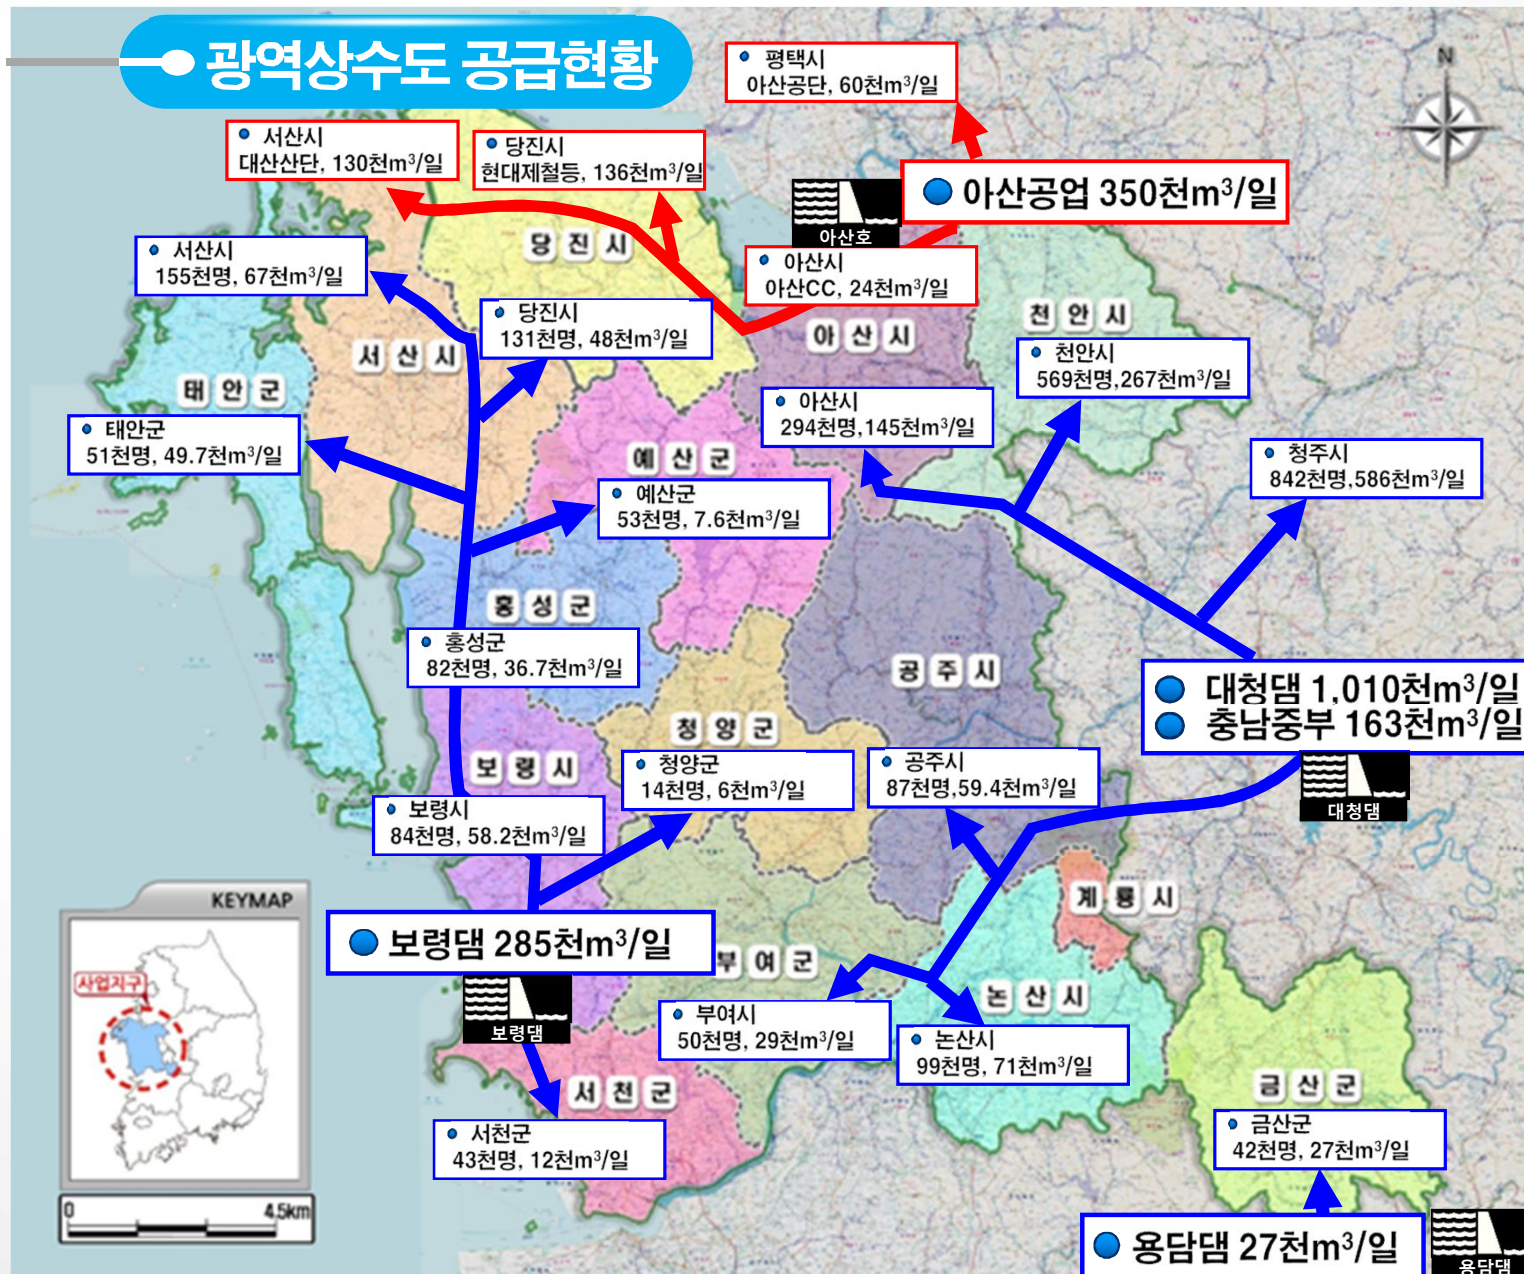 광역상수도 공급현황
평택시
아산공단, 60천m³/일
N
서산시
대산산단, 130천m³/일
당진시
현대제철등, 136천m³/일
아산공업 350천m³/일
아산호
당진시
서산시
155천명, 67천m³/일
아산시
아산CC, 24천m³/일
당진시
131천명, 48천m³/일
천안시
아산시
서산시
천안시
569천명,267천m³/일
태안군
아산시
294천명,145천m³/일
태안군
51천명, 49.7천m³/일
청주시
842천명,586천m³/일
예산군
예산군
53천명, 7.6천m³/일
홍성군
홍성군
82천명, 36.7천m³/일
공주시
대청댐 1,010천m³/일
충남중부 163천m³/일
청양군
보령시
청양군
14천명, 6천m³/일
공주시
87천명,59.4천m³/일
대청댐
보령시
84천명, 58.2천m³/일
계룡시
KEYMAP
보령댐 285천m³/일
부여군
사업지구
논산시
보령댐
부여시
50천명, 29천m³/일
논산시
99천명, 71천m³/일
서천군
금산군
서천군
43천명, 12천m³/일
금산군
42천명, 27천m³/일
0 4.5km
용담댐 27천m³/일
용담댐